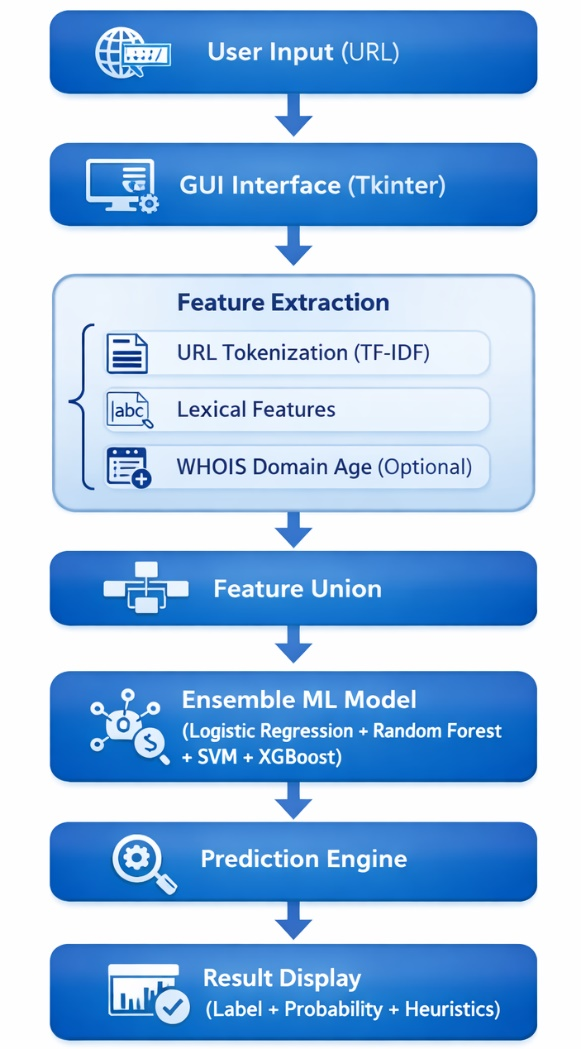 User Input (URL)
GUI Interface (Tkinter)
Feature Extraction
URL Tokenization (TF-IDF)
abc
Lexical Features
WHOIS Domain Age (Optional)
Feature Union
Ensemble ML Model
(Logistic Regression + Random Forest
+ SVM + XGBoost)
$
Prediction Engine
Result Display
(Label + Probability + Heuristics)